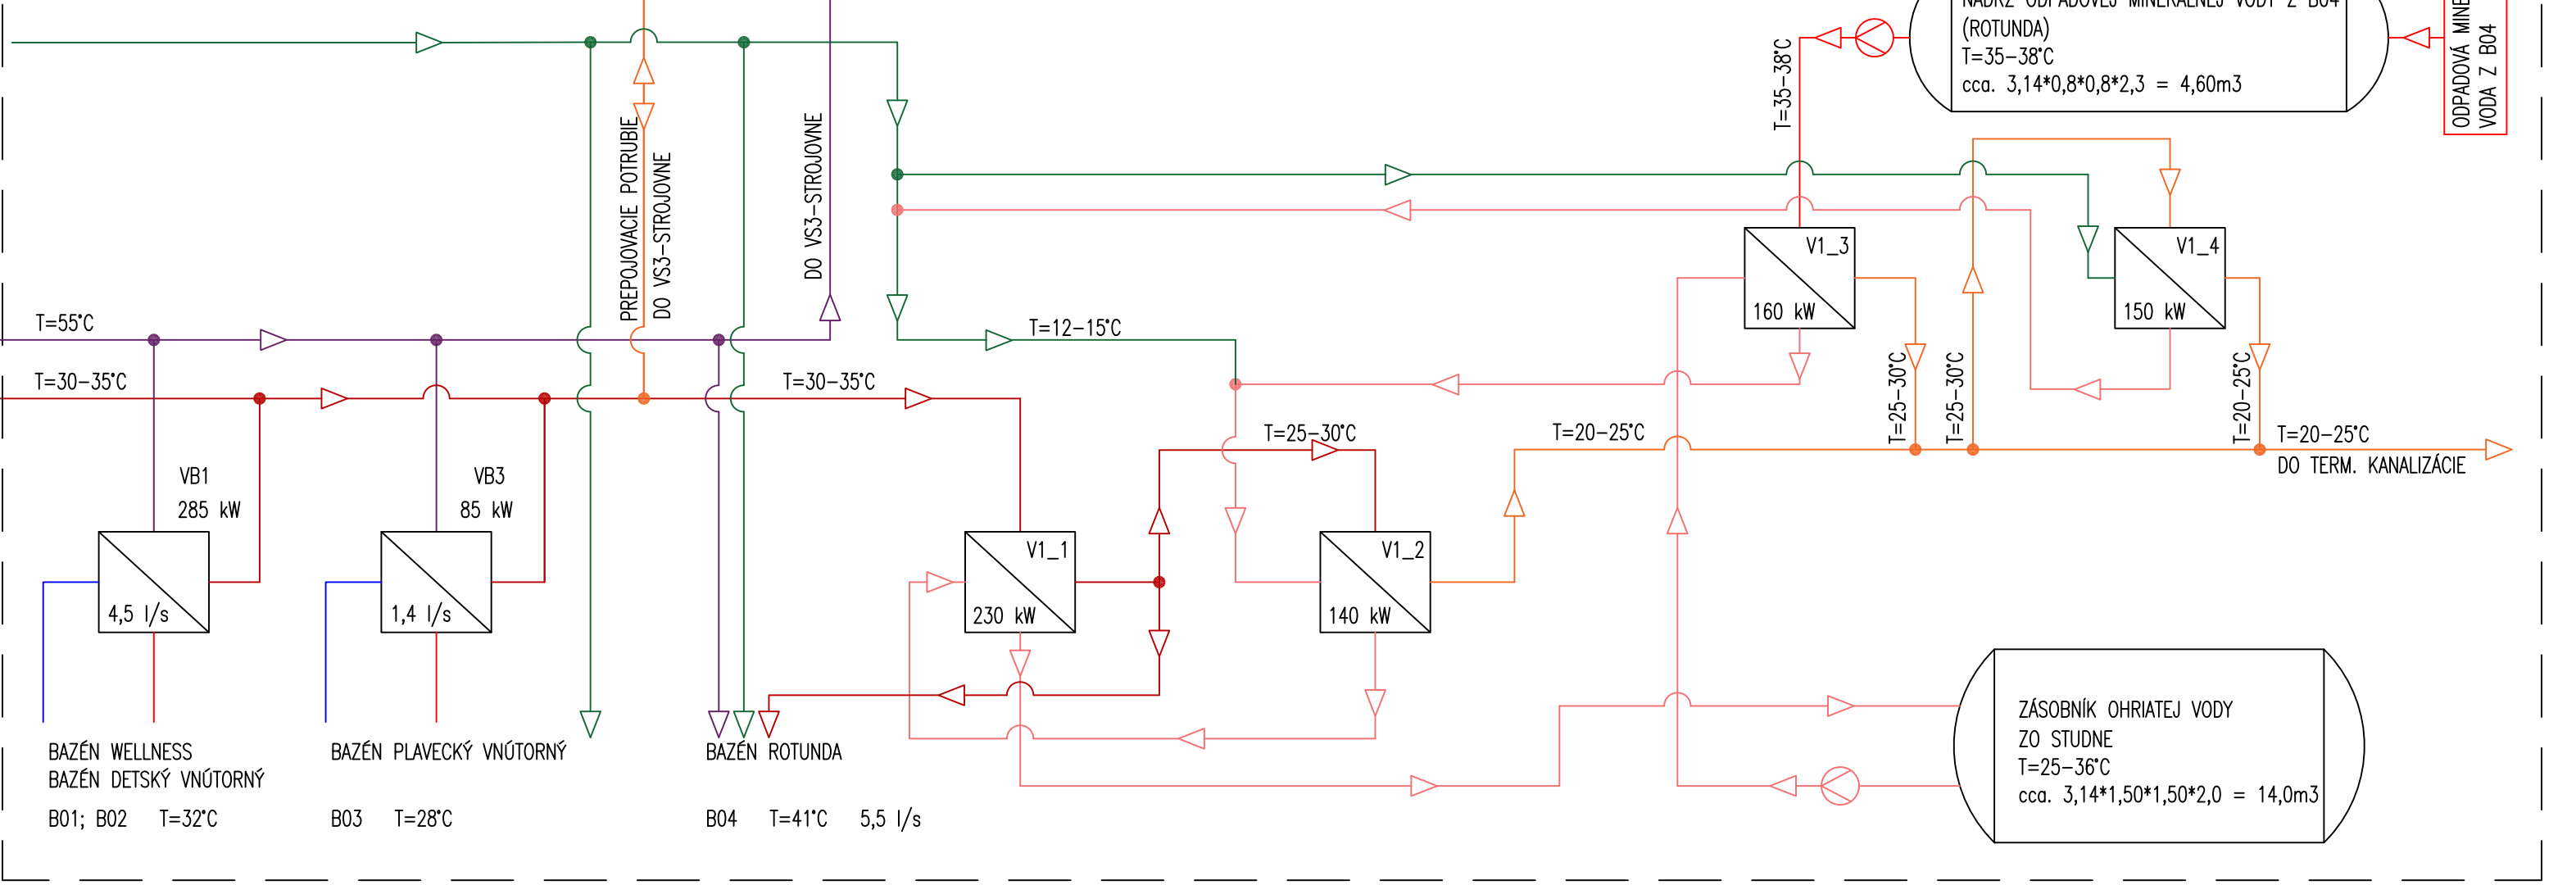 NÁDRŽ ODPADOVEJ MINERÁLNEJ VODY Z B04
(ROTUNDA)
T=35-38°C
cca. 3,14*0,8*0,8*2,3 = 4,60m3
ODPADOVÁ
VODA Z B04
T=35-38°C
PREPOJOVACIE POTRUBIE
DO VS3-STROJOVNE
DO VS3-STROJOVNE
V1_3
160 kW
V1_4
150 kW
T=55°C
T=12-15°C
T=30-35°C
T=30-35°C
T=25-30°C
T=25-30°C
T=20-25°C
T=25-30°C
T=20-25°C
T=20-25°C
DO TERM. KANALIZÁCIE
VB1
285 kW
4,5 l/s
VB3
85 kW
1,4 l/s
V1_1
230 kW
V1_2
140 kW
BAZÉN WELLNESS
BAZÉN DETSKÝ VNÚTORNÝ
B01; B02 T=32°C
BAZÉN PLAVECKÝ VNÚTORNÝ
B03 T=28°C
BAZÉN ROTUNDA
B04 T=41°C 5,5 l/s
ZÁSOBNÍK OHRIATEJ VODY
ZO STUDNE
T=25-36°C
cca. 3,14*1,50*1,50*2,0 = 14,0m3